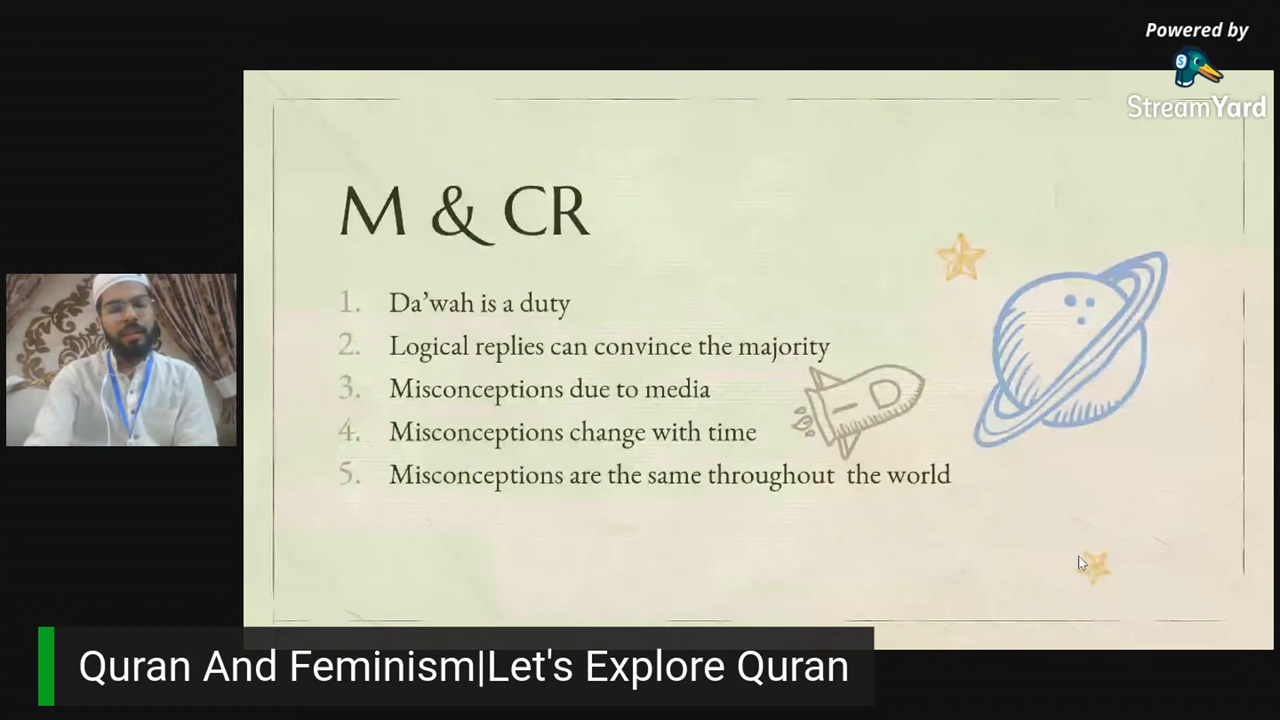 Powered by
StreamYard
M & CR
1. Da’wah is a duty
2. Logical replies can convince the majority
3. Misconceptions due to media
4. Misconceptions change with time
5. Misconceptions are the same throughout  the world
Quran And Feminism|Let's Explore Quran